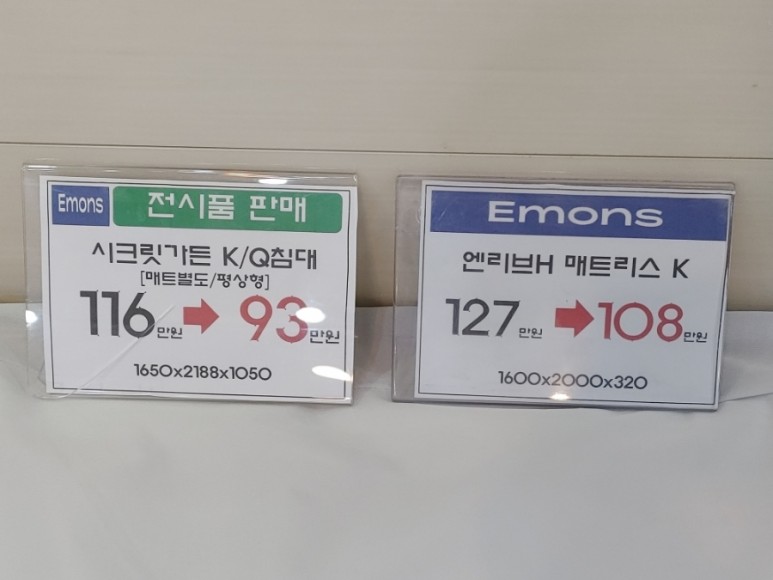 Emons 전시품 판매
시크릿가든 K/Q침대
[매트별도/평상형]
116만원 → 93만원
1650x2188x1050
Emons
엔리브H 매트리스 K
127만원 → 108만원
1600x2000x320